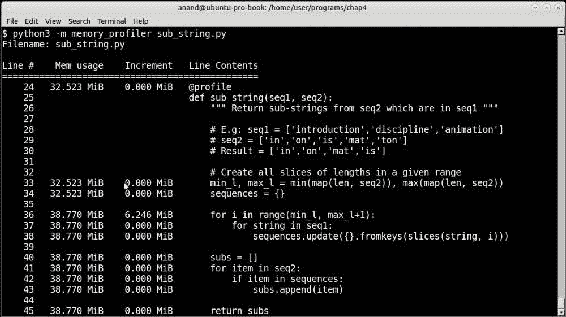 anand@ubuntu-pro-book: /home/user/programs/chap4
File Edit View Search Terminal Help
$ python3 -m memory_profiler sub_string.py
Filename: sub_string.py
Line # Mem usage Increment Line Contents
================================================
24 32.523 MiB 0.000 MiB @profile
25 def sub_string(seq1, seq2):
26 """ Return sub-strings from seq2 which are in seq1 """
27
28 # E.g: seq1 = ['introduction','discipline','animation']
29 # seq2 = ['in','on','is','mat','ton']
30 # Result = ['in','on','mat','is']
31
32 # Create all slices of lengths in a given range
33 32.523 MiB 0.000 MiB min_l, max_l = min(map(len, seq2)), max(map(len, seq2))
34 32.523 MiB 0.000 MiB sequences = {}
35
36 38.770 MiB 6.246 MiB for i in range(min_l, max_l+1):
37 38.770 MiB 0.000 MiB for string in seq1:
38 38.770 MiB 0.000 MiB sequences.update({}.fromkeys(slices(string, i)))
39
40 38.770 MiB 0.000 MiB subs = []
41 38.770 MiB 0.000 MiB for item in seq2:
42 38.770 MiB 0.000 MiB if item in sequences:
43 38.770 MiB 0.000 MiB subs.append(item)
44
45 38.770 MiB 0.000 MiB return subs